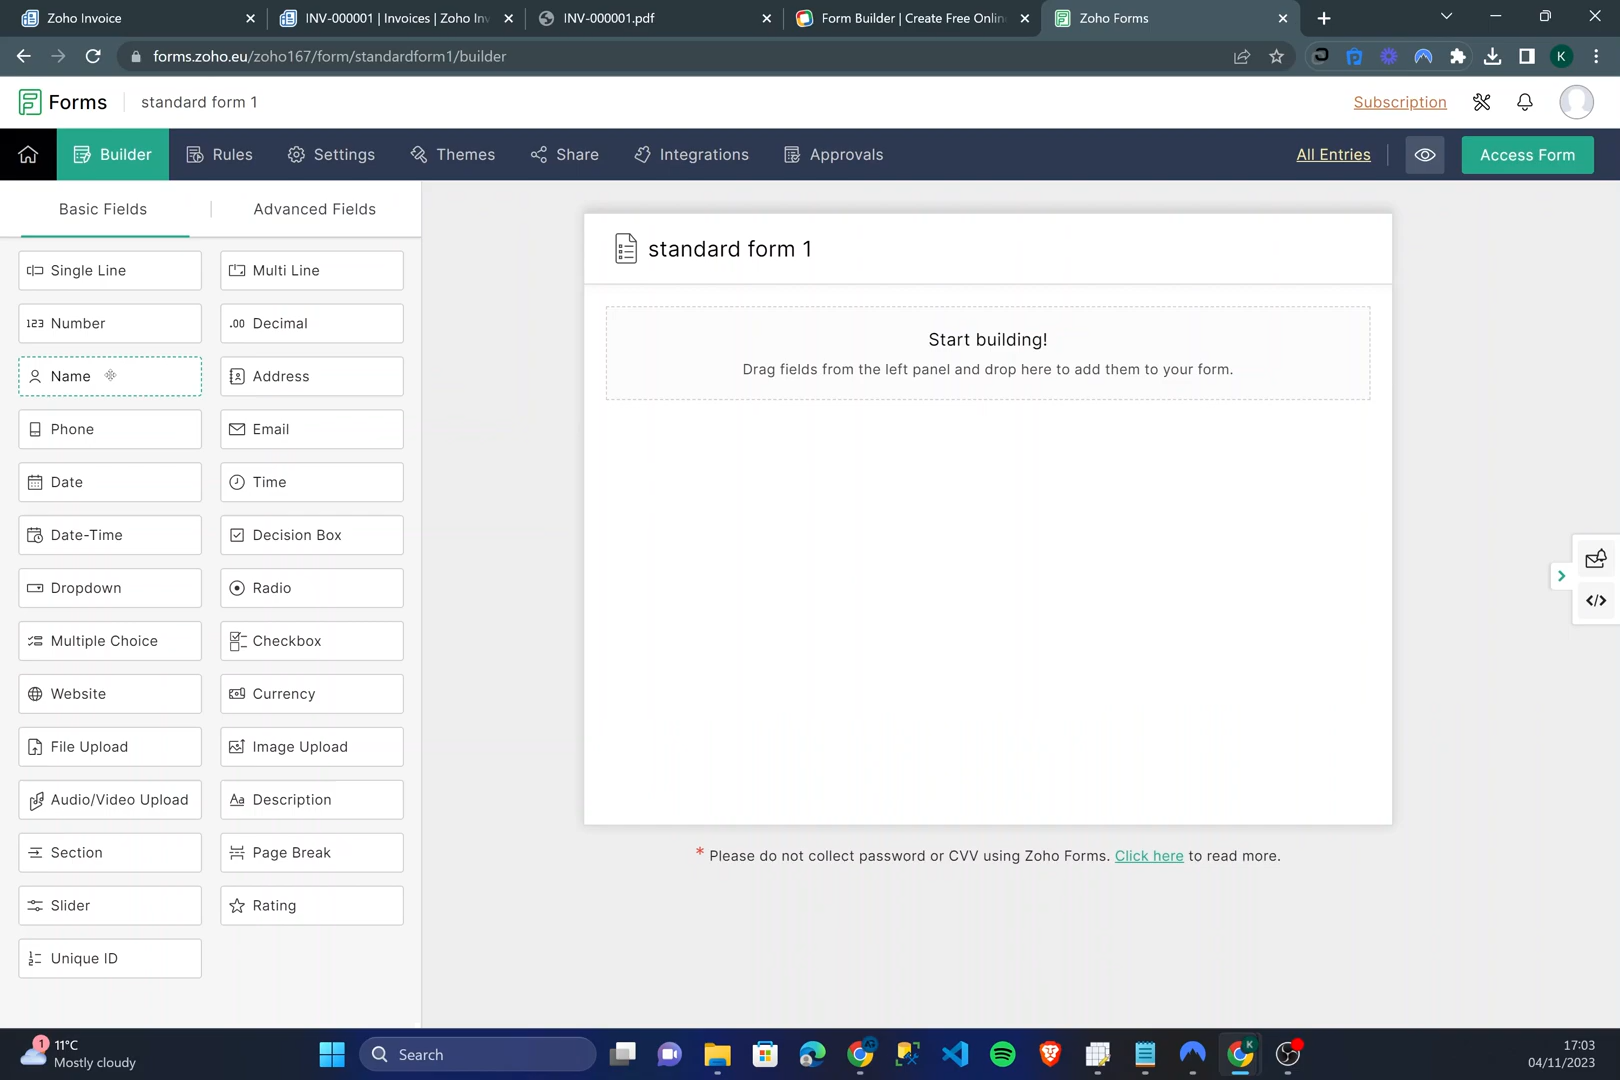 Zoho Invoice
INV-000001 | Invoices | Zoho Inv
INV-000001.pdf
Form Builder | Create Free Onlin
Zoho Forms
forms.zoho.eu/zoho167/form/standardform1/builder
K
Forms
standard form 1
Subscription
Builder
Rules
Settings
Themes
Share
Integrations
Approvals
All Entries
Access Form
Basic Fields
Advanced Fields
Single Line
Multi Line
123 Number
.00 Decimal
Name
Address
Phone
Email
Date
Time
Date-Time
Decision Box
Dropdown
Radio
Multiple Choice
Checkbox
Website
Currency
File Upload
Image Upload
Audio/Video Upload
Aa Description
Section
Page Break
Slider
Rating
Unique ID
standard form 1
Start building!
Drag fields from the left panel and drop here to add them to your form.
* Please do not collect password or CVV using Zoho Forms. Click here to read more.
</>
1
11°C
Mostly cloudy
Search
K
17:03
04/11/2023